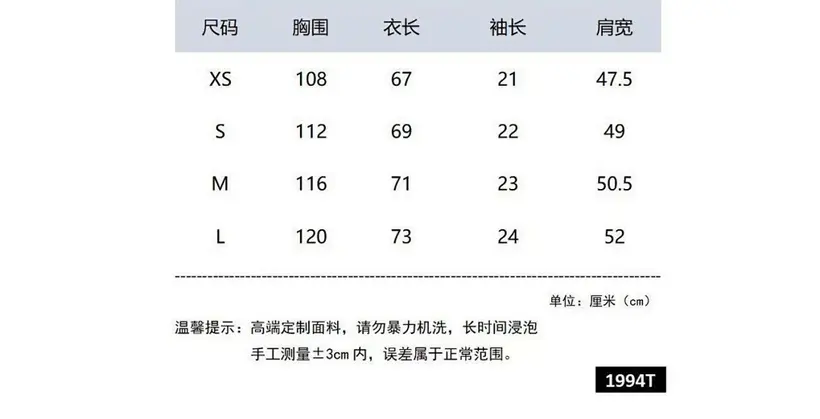 尺码 胸围 衣长 袖长 肩宽
XS 108 67 21 47.5
S 112 69 22 49
M 116 71 23 50.5
L 120 73 24 52
单位：厘米（cm）
温馨提示：高端定制面料，请勿暴力机洗，长时间浸泡
手工测量±3cm内，误差属于正常范围。
1994T